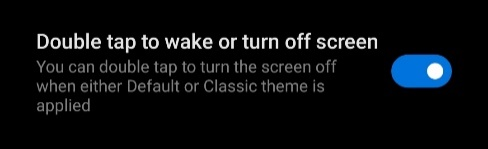 Double tap to wake or turn off screen
You can double tap to turn the screen off
when either Default or Classic theme is
applied